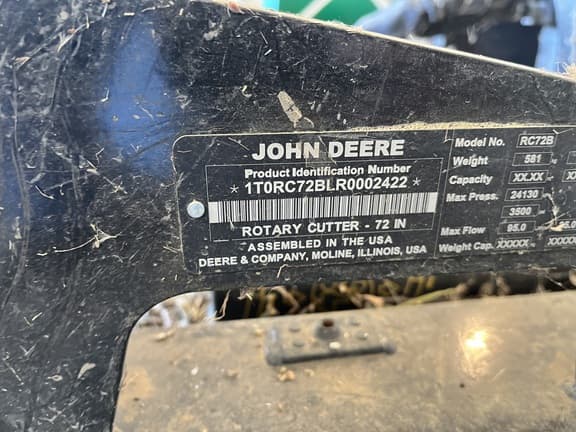 JOHN DEERE
Product Identification Number
*1T0RC72BLR0002422*
ROTARY CUTTER - 72 IN
ASSEMBLED IN THE USA
DEERE & COMPANY, MOLINE, ILLINOIS, USA
Model No. RC72B
Weight 581 -
Capacity XX.XX -
Max Press. 24130
3500
Max Flow 95.0
Weight Cap. XXXXX -